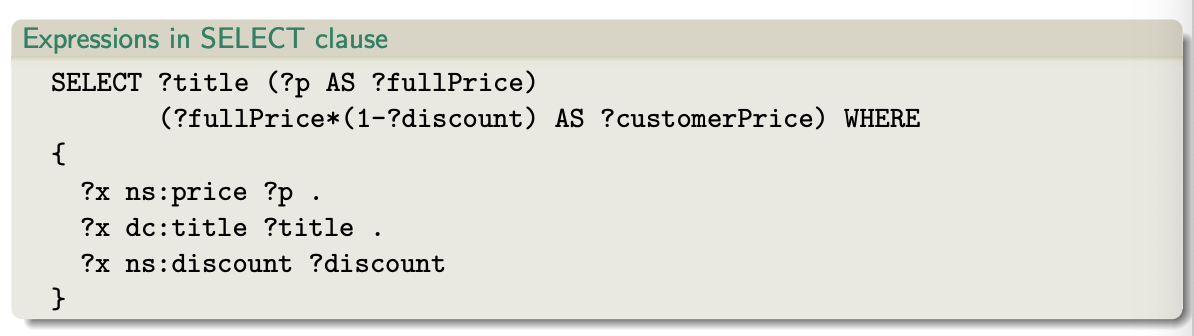 Expressions in SELECT clause
SELECT ?title (?p AS ?fullPrice)
(?fullPrice*(1-?discount) AS ?customerPrice) WHERE
{
?x ns:price ?p .
?x dc:title ?title .
?x ns:discount ?discount
}